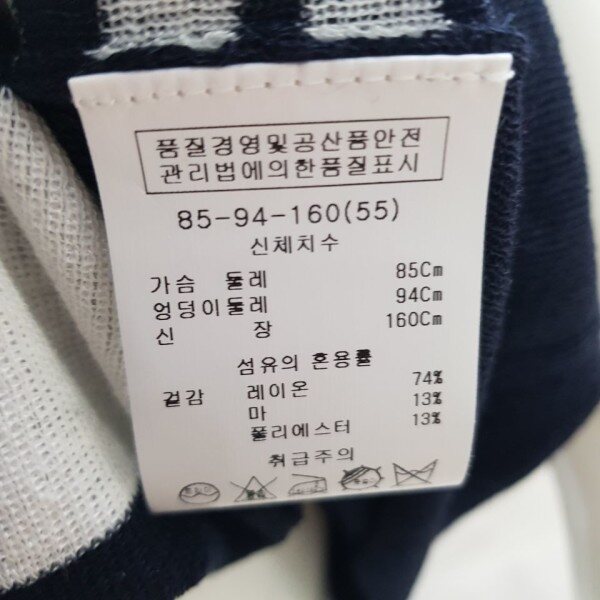 품질경영및공산품안전
관리법에의한품질표시
85-94-160(55)
신체치수
가슴 둘레 85Cm
엉덩이둘레 94Cm
신 장 160Cm
섬유의 혼용률
겉감 레이온 74%
마 13%
폴리에스터 13%
취급주의